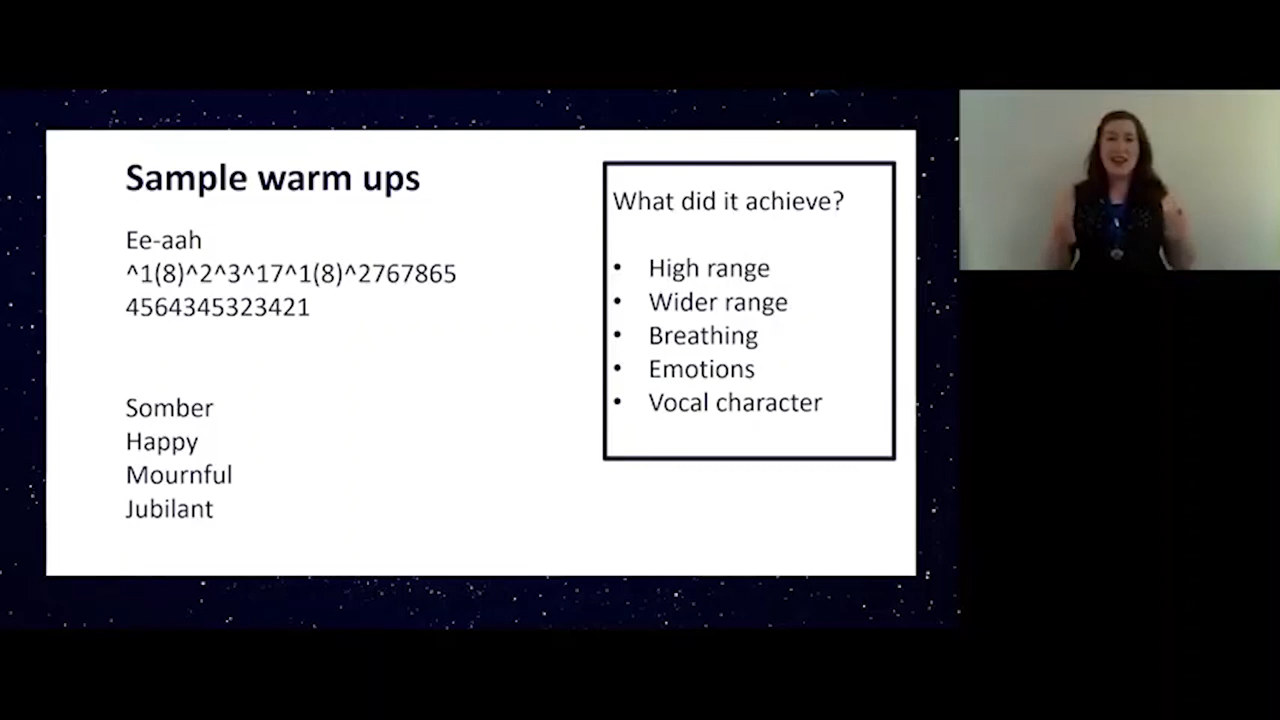 Sample warm ups
Ee-aah
^1(8)^2^3^17^1(8)^2767865
4564345323421
Somber
Happy
Mournful
Jubilant
What did it achieve?
• High range
• Wider range
• Breathing
• Emotions
• Vocal character